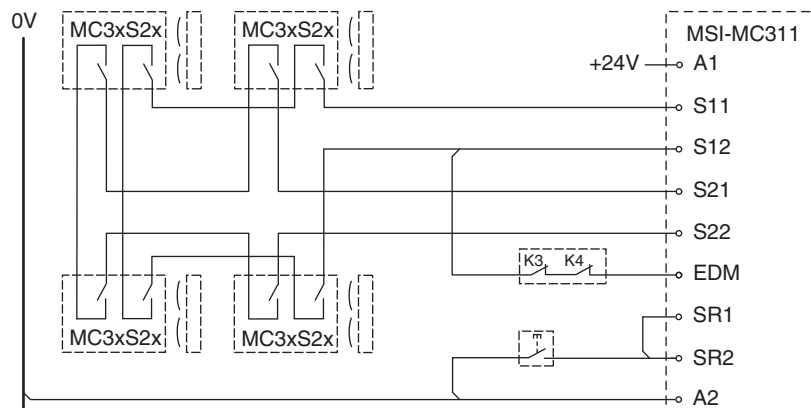 0V
MC3xS2x
MC3xS2x
MSI-MC311
+24V
A1
S11
S12
S21
S22
K3
K4
EDM
SR1
SR2
MC3xS2x
MC3xS2x
A2